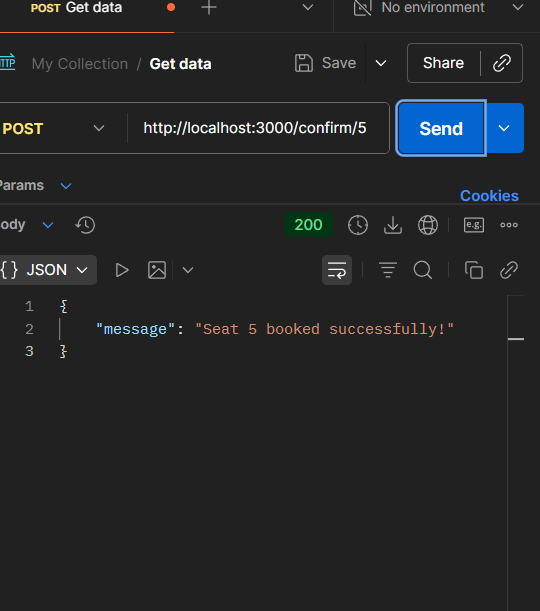 POST Get data
No environment
HTTP My Collection / Get data
Save
Share
POST
http://localhost:3000/confirm/5
Send
Params
Cookies
ody
200
e.g.
{} JSON
1 {
2 "message": "Seat 5 booked successfully!"
3 }